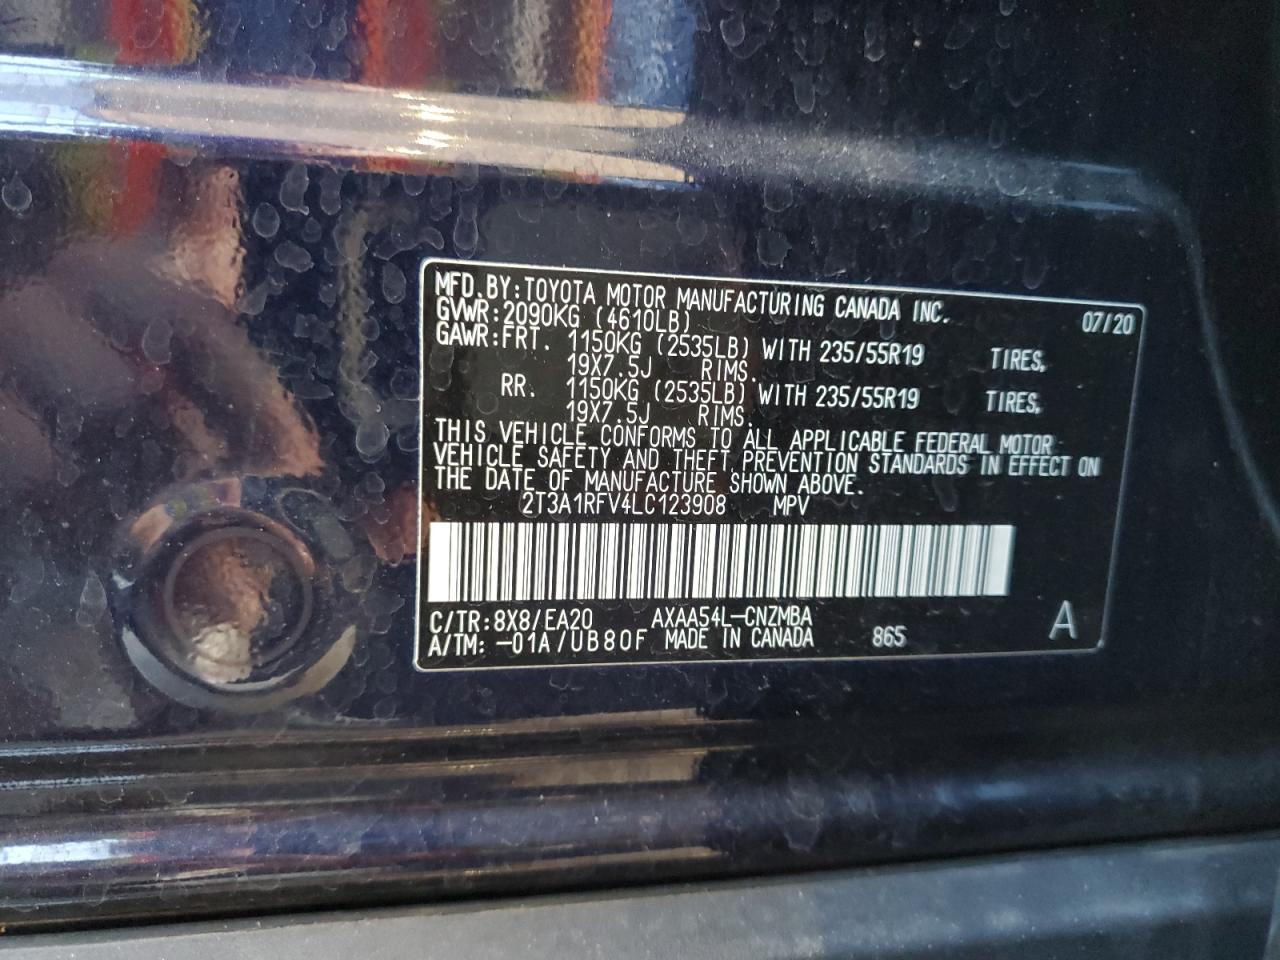 MFD.BY:TOYOTA MOTOR MANUFACTURING CANADA INC. 07/20
GVWR:2090KG (4610LB)
GAWR:FRT. 1150KG (2535LB) WITH 235/55R19 TIRES,
19X7.5J RIMS.
RR. 1150KG (2535LB) WITH 235/55R19 TIRES,
19X7.5J RIMS.
THIS VEHICLE CONFORMS TO ALL APPLICABLE FEDERAL MOTOR
VEHICLE SAFETY AND THEFT PREVENTION STANDARDS IN EFFECT ON
THE DATE OF MANUFACTURE SHOWN ABOVE.
2T3A1RFV4LC123908 MPV
C/TR:8X8/EA20 AXAA54L-CNZMBA
A/TM: -01A/UB80F MADE IN CANADA 865 A